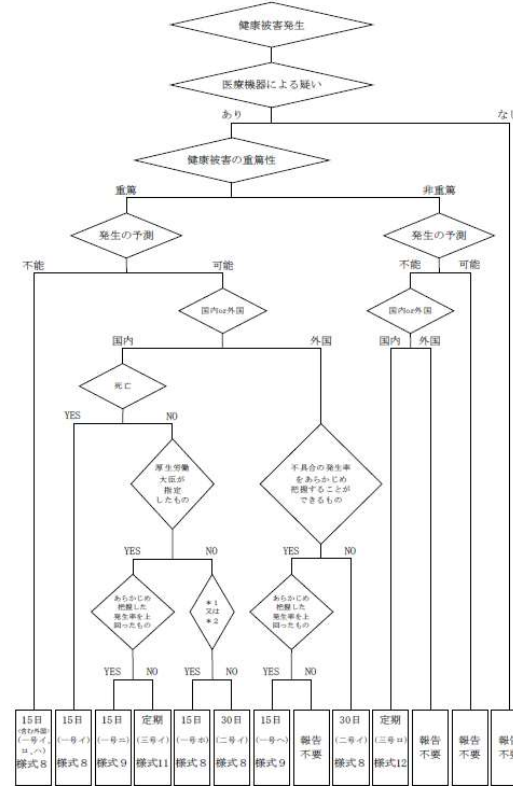 健康被害発生
医療機器による疑い
あり
なし
健康被害の重篤性
重篤
非重篤
発生の予測
発生の予測
不能
可能
不能
可能
国内or外国
国内or外国
国内
外国
国内
外国
死亡
YES
NO
厚生労働
大臣が
指定
したもの
不具合の発生率
をあらかじめ
把握することが
できるもの
YES
NO
YES
NO
あらかじめ
把握した
発生率を上
回ったもの
*1
又は
*2
あらかじめ
把握した
発生率を上
回ったもの
YES
NO
YES
NO
YES
NO
15日
(含む外国)
(一号イ、
ロ、ハ)
様式8
15日
(一号イ)
様式8
15日
(一号ニ)
様式9
定期
(三号イ)
様式11
15日
(一号ホ)
様式8
30日
(二号イ)
様式8
15日
(一号ヘ)
様式9
報告
不要
30日
(二号イ)
様式8
定期
(三号ロ)
様式12
報告
不要
報告
不要
報告
不要